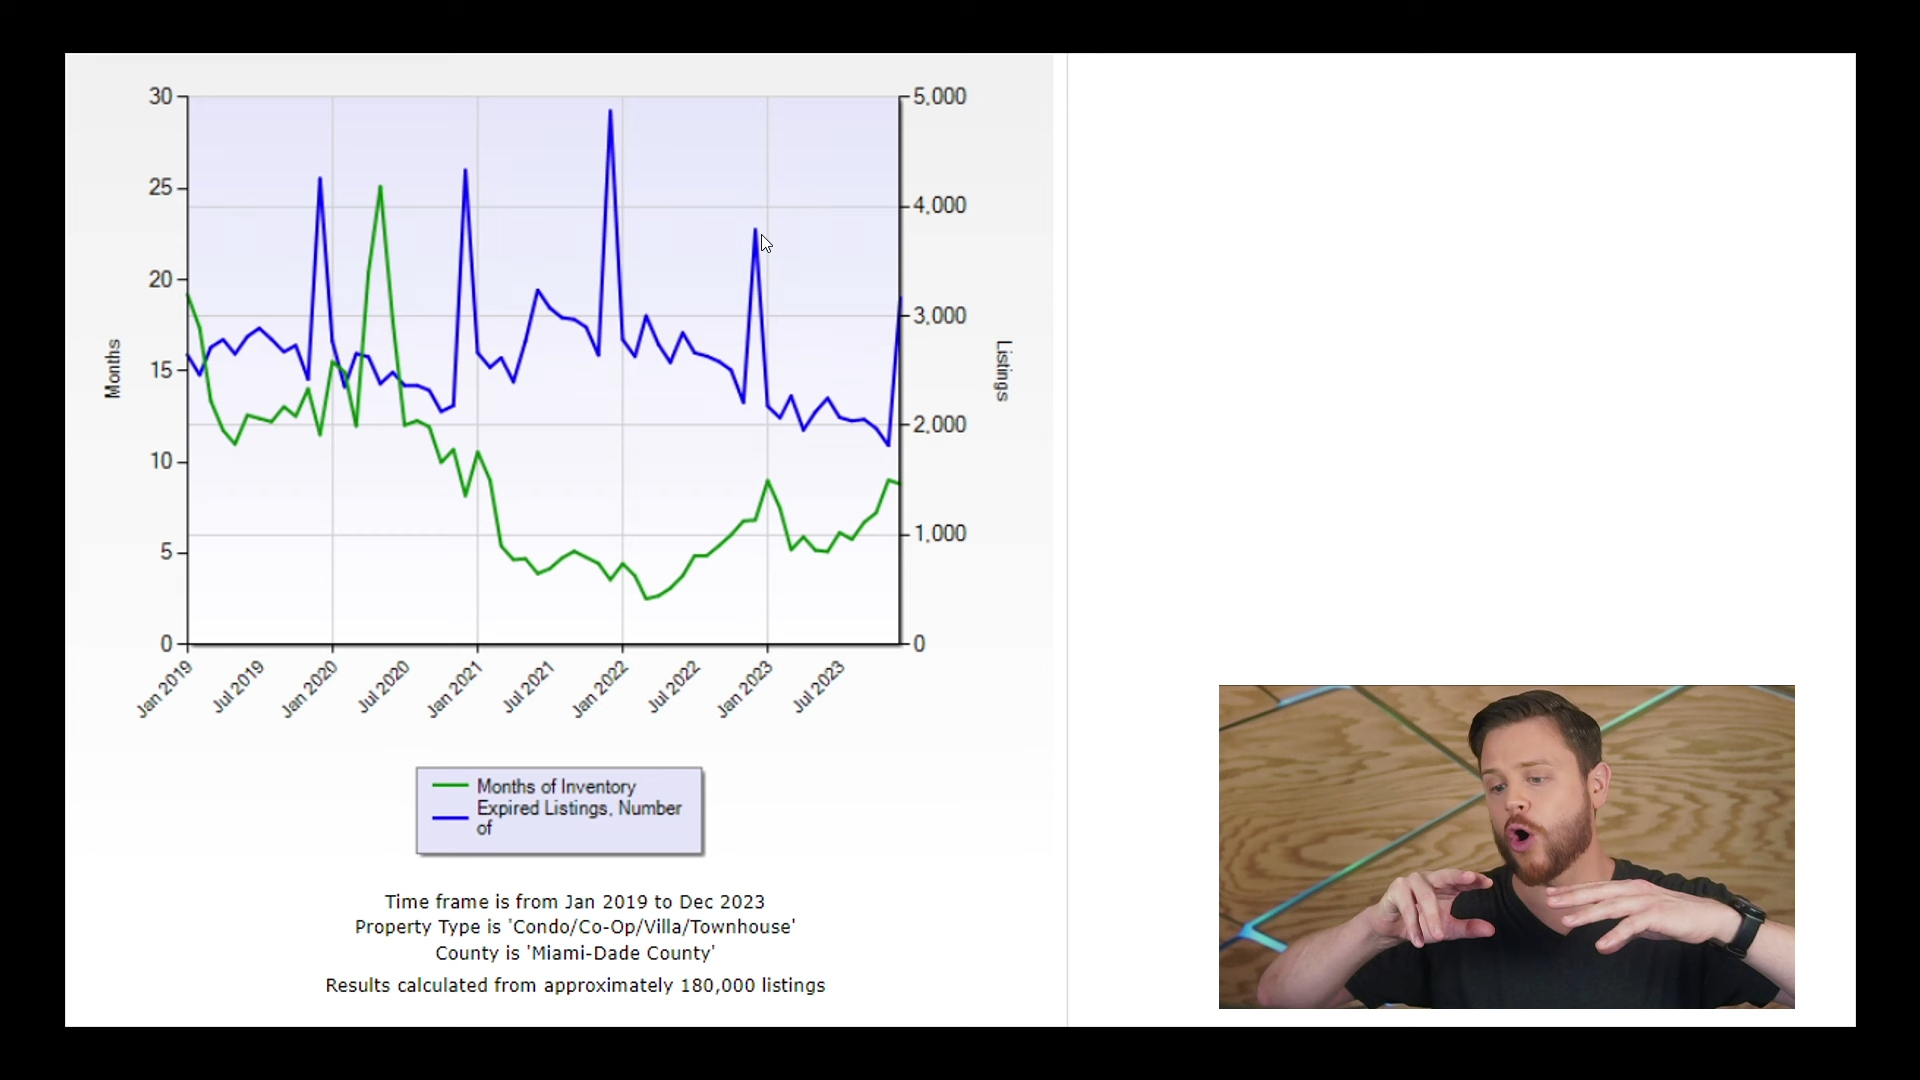 30
25
20
15
10
5
0
Months
5,000
4,000
3,000
2,000
1,000
0
Listings
Jan 2019
Jul 2019
Jan 2020
Jul 2020
Jan 2021
Jul 2021
Jan 2022
Jul 2022
Jan 2023
Jul 2023
Months of Inventory
Expired Listings, Number
of
Time frame is from Jan 2019 to Dec 2023
Property Type is 'Condo/Co-Op/Villa/Townhouse'
County is 'Miami-Dade County'
Results calculated from approximately 180,000 listings